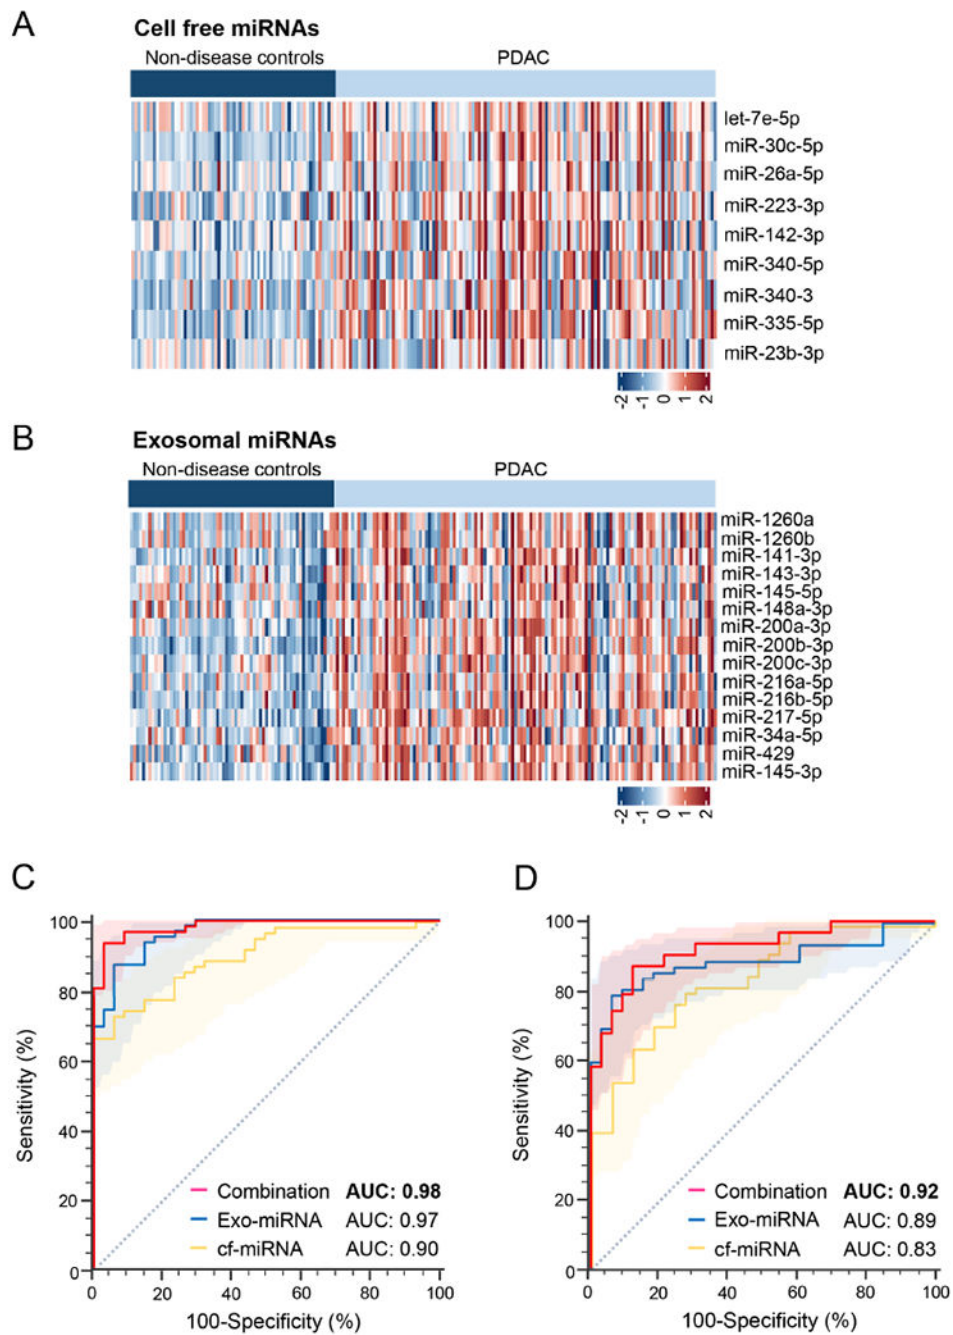 A
Cell free miRNAs
Non-disease controls PDAC
let-7e-5p
miR-30c-5p
miR-26a-5p
miR-223-3p
miR-142-3p
miR-340-5p
miR-340-3
miR-335-5p
miR-23b-3p
-2 -1 0 1 2
B
Exosomal miRNAs
Non-disease controls PDAC
miR-1260a
miR-1260b
miR-141-3p
miR-143-3p
miR-145-5p
miR-148a-3p
miR-200a-3p
miR-200b-3p
miR-200c-3p
miR-216a-5p
miR-216b-5p
miR-217-5p
miR-34a-5p
miR-429
miR-145-3p
-2 -1 0 1 2
C
100
80
60
40
20
0
Sensitivity (%)
Combination AUC: 0.98
Exo-miRNA AUC: 0.97
cf-miRNA AUC: 0.90
0 20 40 60 80 100
100-Specificity (%)
D
100
80
60
40
20
0
Sensitivity (%)
Combination AUC: 0.92
Exo-miRNA AUC: 0.89
cf-miRNA AUC: 0.83
0 20 40 60 80 100
100-Specificity (%)